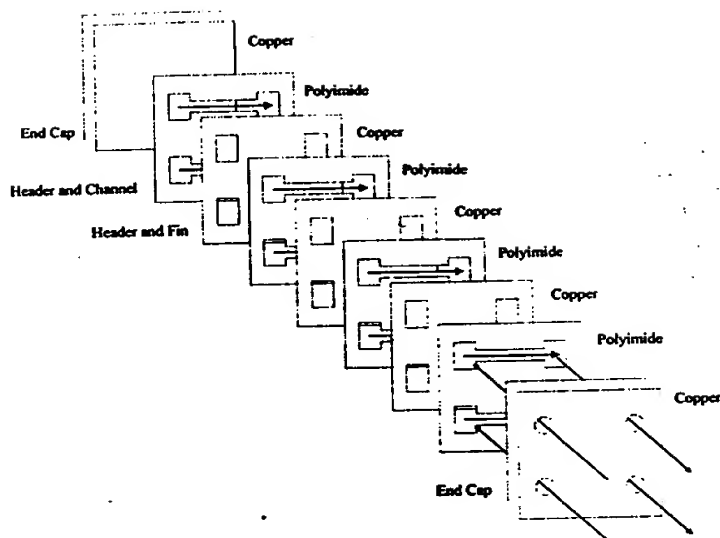 Copper
Polyimide
End Cap
Copper
Polyimide
Header and Channel
Copper
Header and Fin
Polyimide
Copper
Polyimide
Copper
End Cap